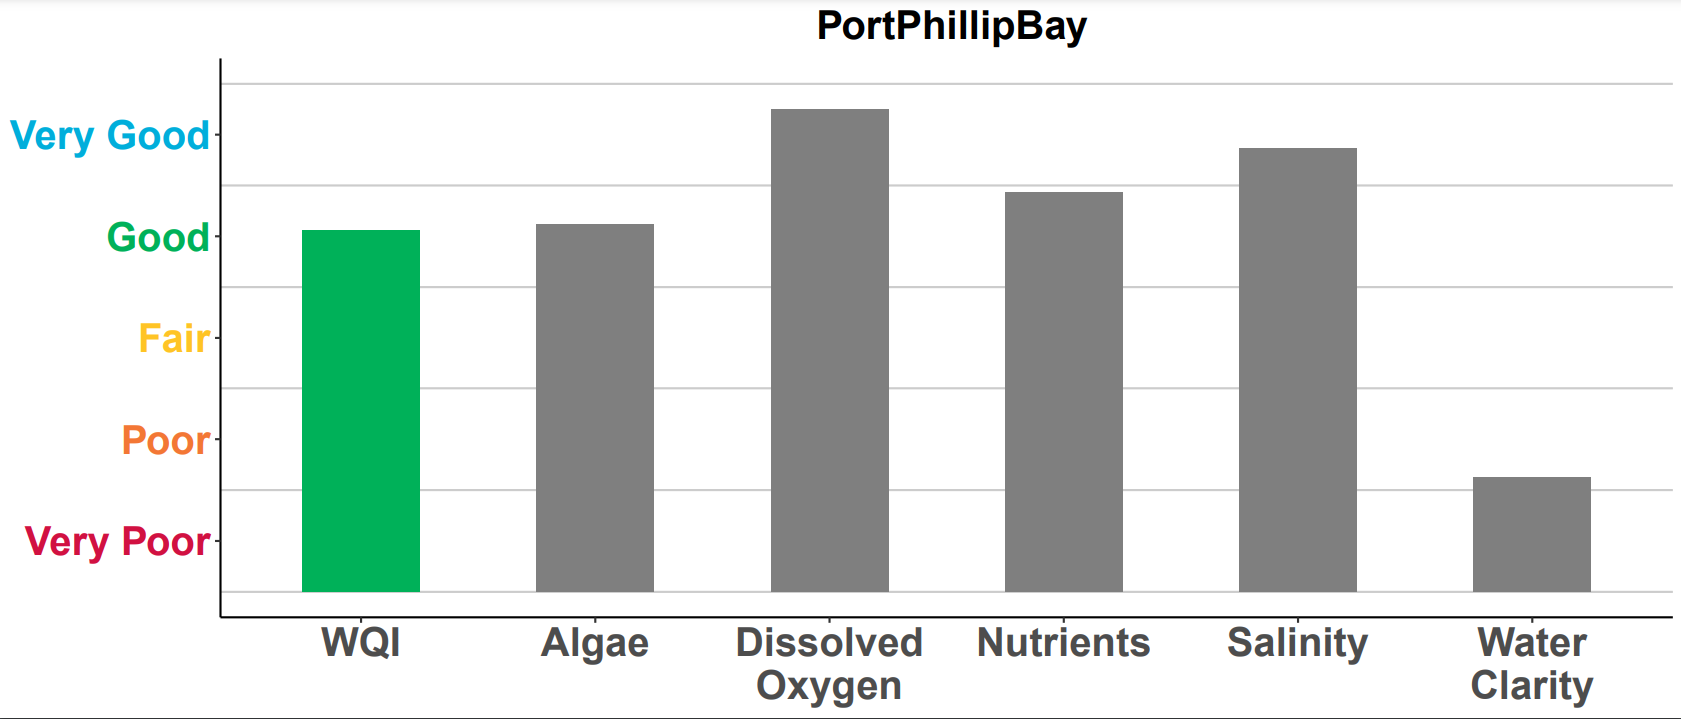 PortPhillipBay
Very Good
Good
Fair
Poor
Very Poor
WQI
Algae
Dissolved
Oxygen
Nutrients
Salinity
Water
Clarity